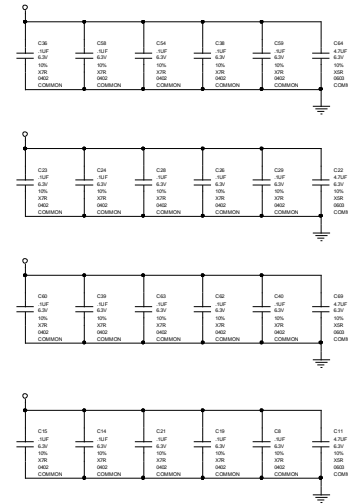 C36 C58 C54 C38 C59 C64
.1UF .1UF .1UF .1UF .1UF 4.7UF
6.3V 6.3V 6.3V 6.3V 6.3V 6.3V
10% 10% 10% 10% 10% 10%
X7R X7R X7R X7R X7R X5R
0402 0402 0402 0402 0402 0603
COMMON COMMON COMMON COMMON COMMON
C23 C24 C28 C26 C29 C22
.1UF .1UF .1UF .1UF .1UF 4.7UF
6.3V 6.3V 6.3V 6.3V 6.3V 6.3V
10% 10% 10% 10% 10% 10%
X7R X7R X7R X7R X7R X5R
0402 0402 0402 0402 0402 0603
COMMON COMMON COMMON COMMON COMMON
C60 C39 C63 C62 C40 C69
.1UF .1UF .1UF .1UF .1UF 4.7UF
6.3V 6.3V 6.3V 6.3V 6.3V 6.3V
10% 10% 10% 10% 10% 10%
X7R X7R X7R X7R X7R X5R
0402 0402 0402 0402 0402 0603
COMMON COMMON COMMON COMMON COMMON
C15 C14 C21 C19 C8 C11
.1UF .1UF .1UF .1UF .1UF 4.7UF
6.3V 6.3V 6.3V 6.3V 6.3V 6.3V
10% 10% 10% 10% 10% 10%
X7R X7R X7R X7R X7R X5R
0402 0402 0402 0402 0402 0603
COMMON COMMON COMMON COMMON COMMON